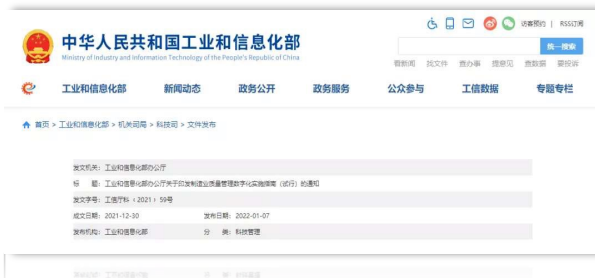 访客预约 | RSS订阅
中华人民共和国工业和信息化部
Ministry of Industry and Information Technology of the People's Republic of China
统一搜索
看新闻 找文件 查办事 提意见 查数据 要投诉
工业和信息化部 新闻动态 政务公开 政务服务 公众参与 工信数据 专题专栏
首页 > 工业和信息化部 > 机关司局 > 科技司 > 文件发布
发文机关: 工业和信息化部办公厅
标 题: 工业和信息化部办公厅关于印发制造业质量管理数字化实施指南（试行）的通知
发文字号: 工信厅科﹝2021﹞59号
成文日期: 2021-12-30 发布日期: 2022-01-07
发布机构: 工业和信息化部 分 类: 科技管理